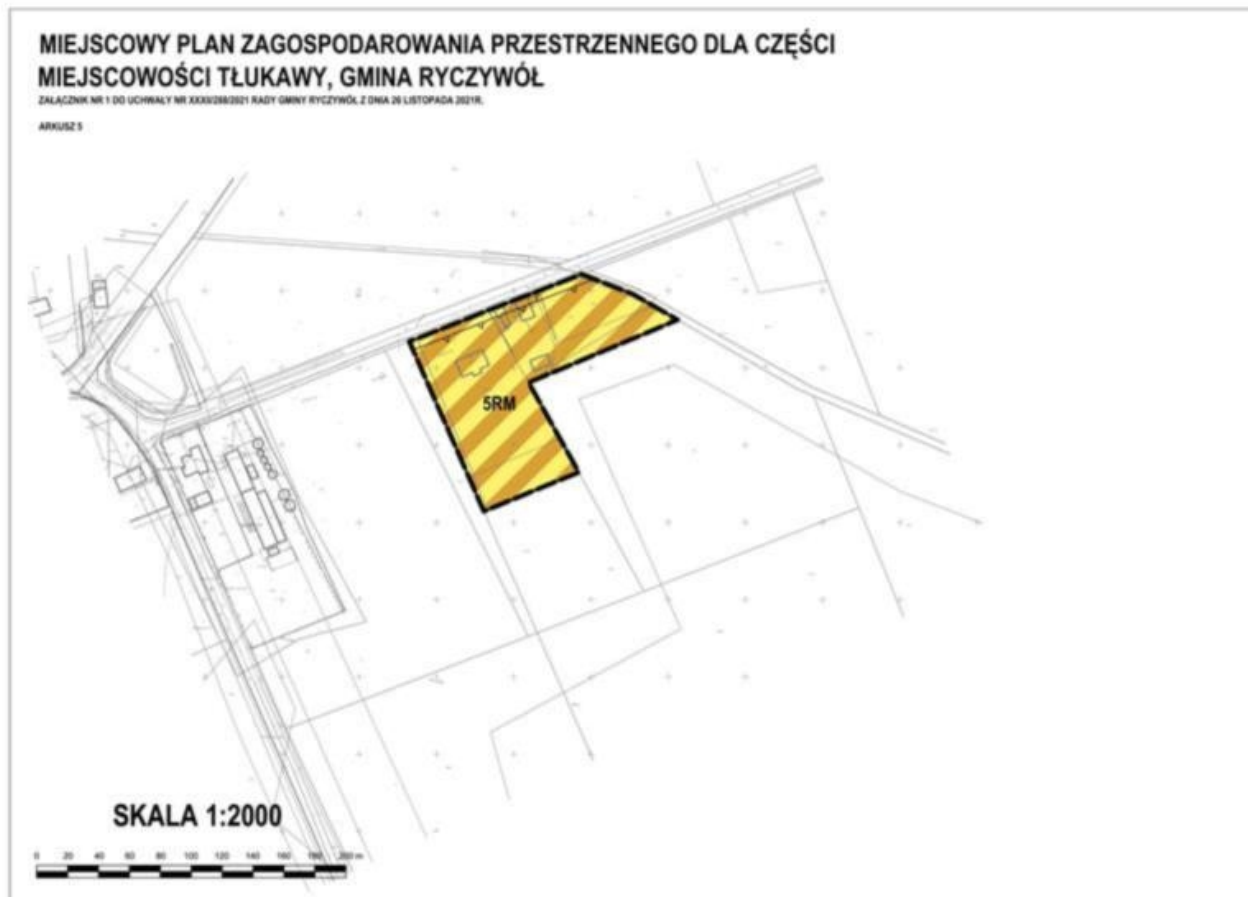 MIEJSCOWY PLAN ZAGOSPODAROWANIA PRZESTRZENNEGO DLA CZĘŚCI
MIEJSCOWOŚCI TŁUKAWY, GMINA RYCZYWÓŁ
ZAŁĄCZNIK NR 1 DO UCHWAŁY NR RADY GMINY RYCZYWÓŁ Z DNIA 26 LISTOPADA 2021R.
ARKUSZ 5
5RM
SKALA 1:2000
0 20 40 60 80 100 120 140 160 180 200 m